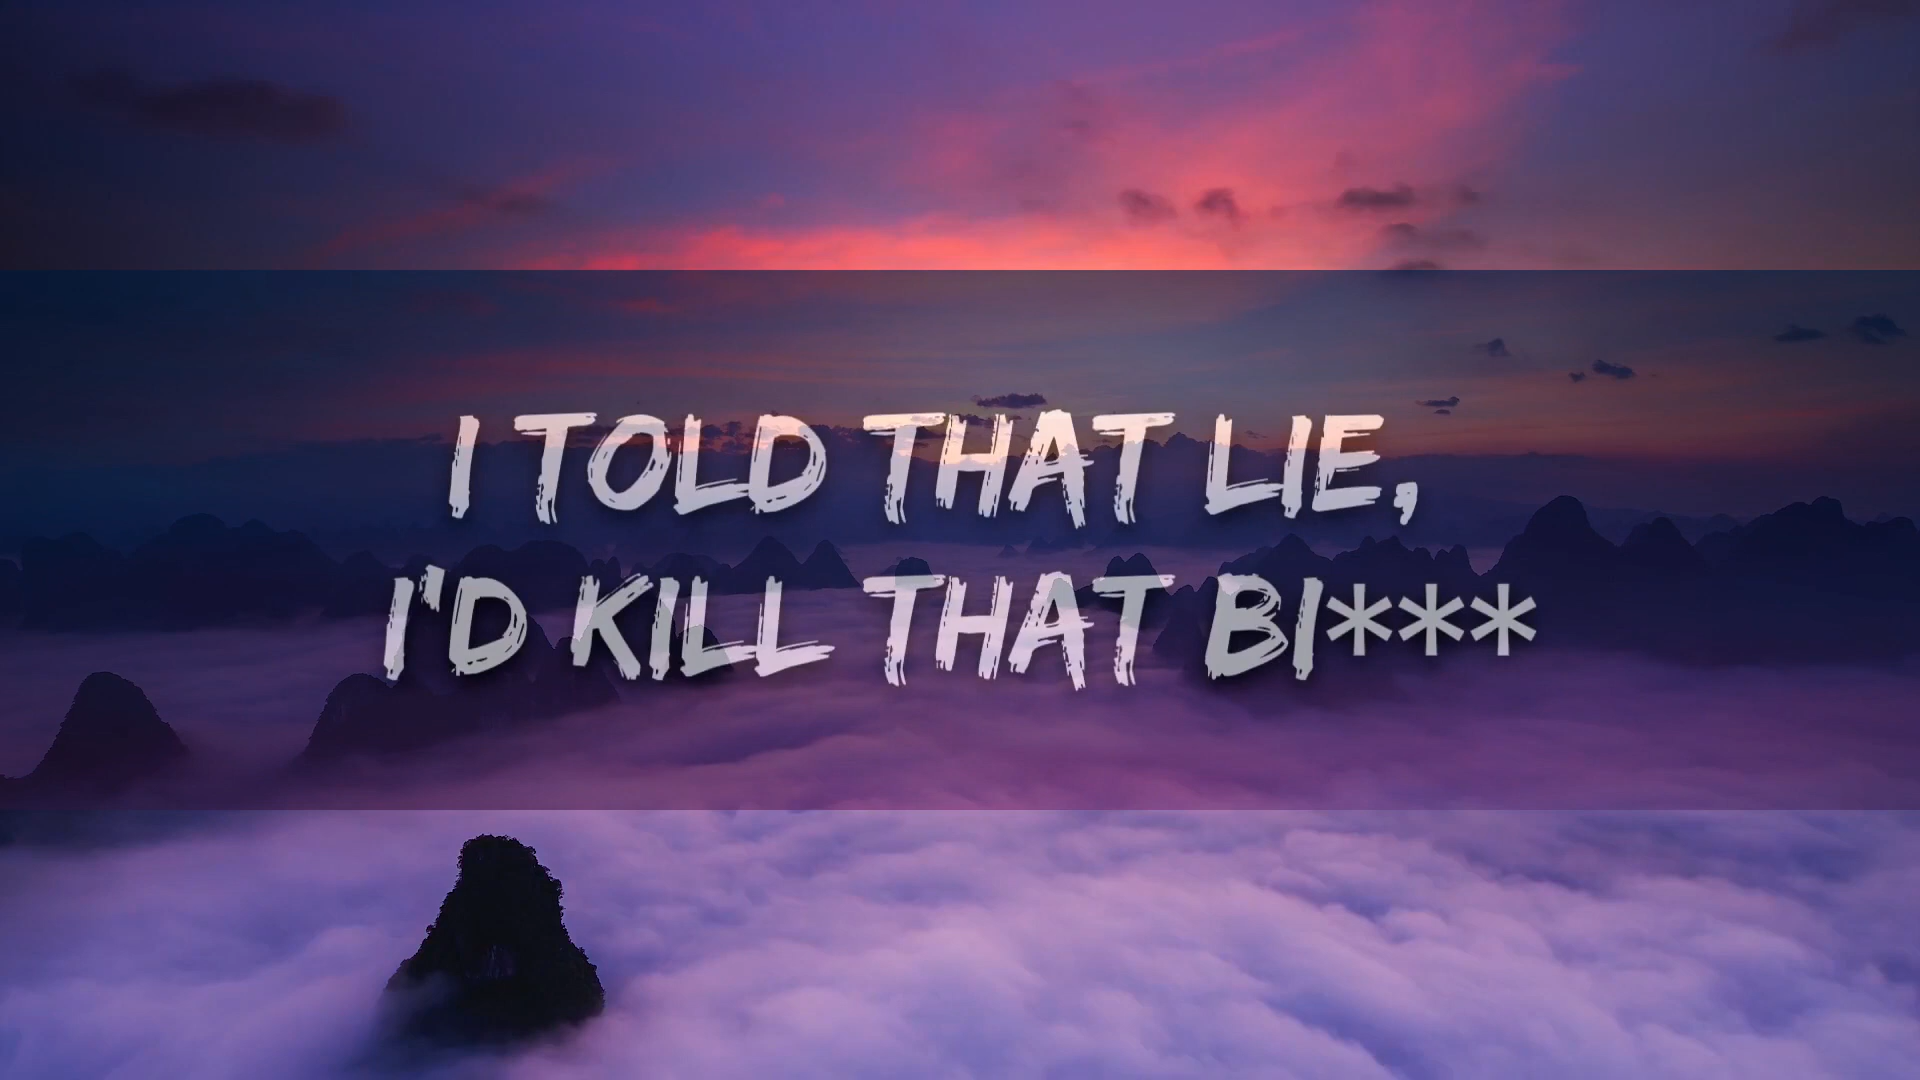 I TOLD THAT LIE,
I'D KILL THAT BI***